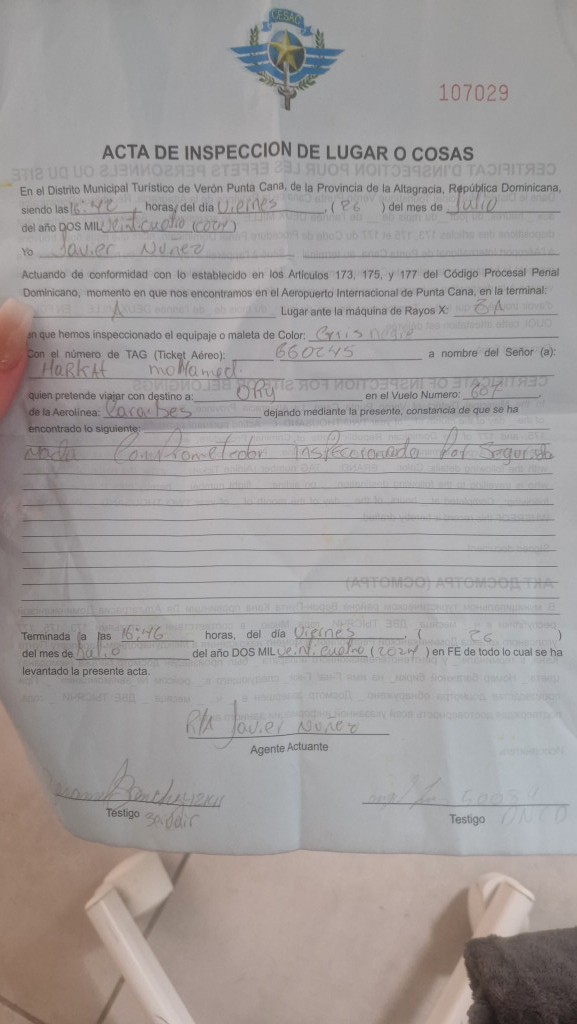 CESAC
107029
ACTA DE INSPECCION DE LUGAR O COSAS
En el Distrito Municipal Turístico de Verón Punta Cana, de la Provincia de la Altagracia, República Dominicana,
siendo las 16:42 horas, del día Viernes, ( 26 ) del mes de Julio
del año DOS MIL Veinticuatro (2024)
Yo Javier Nuñez
Actuando de conformidad con lo establecido en los Artículos 173, 175, y 177 del Código Procesal Penal
Dominicano, momento en que nos encontramos en el Aeropuerto Internacional de Punta Cana, en la terminal:
A Lugar ante la máquina de Rayos X:
en que hemos inspeccionado el equipaje o maleta de Color: Gris
Con el número de TAG (Ticket Aéreo): 660245 a nombre del Señor (a):
HARKAT mohamed.
quien pretende viajar con destino a: ORY en el Vuelo Numero: 607
de la Aerolinea: Caraibes dejando mediante la presente, constancia de que se ha
encontrado lo siguiente:
Nada Comprometedor Inspeccionado Por Seguridad
Terminada a las 16:46 horas, del día Viernes, ( 26 )
del mes de Julio del año DOS MIL Veinticuatro (2024) en FE de todo lo cual se ha
levantado la presente acta.
Javier Nuñez
Agente Actuante
Testigo
Testigo
DNCD